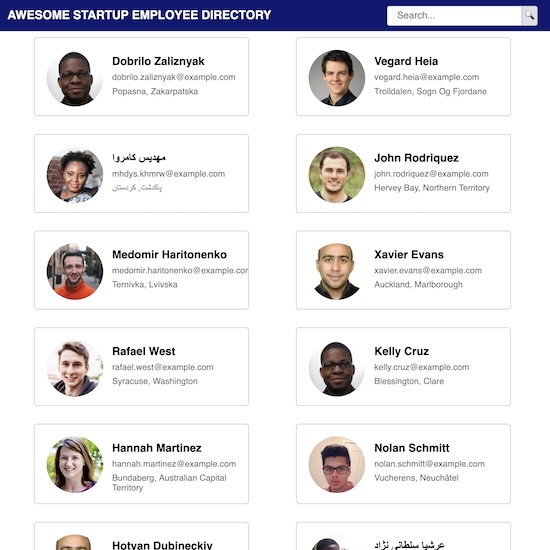 AWESOME STARTUP EMPLOYEE DIRECTORY
Search...
Dobrilo Zaliznyak
dobrilo.zaliznyak@example.com
Popasna, Zakarpatska
Vegard Heia
vegard.heia@example.com
Trolldalen, Sogn Og Fjordane
مهدیس کامروا
mhdys.khmrw@example.com
پاکدشت, کردستان
John Rodriquez
john.rodriquez@example.com
Hervey Bay, Northern Territory
Medomir Haritonenko
medomir.haritonenko@example.com
Ternivka, Lvivska
Xavier Evans
xavier.evans@example.com
Auckland, Marlborough
Rafael West
rafael.west@example.com
Syracuse, Washington
Kelly Cruz
kelly.cruz@example.com
Blessington, Clare
Hannah Martinez
hannah.martinez@example.com
Bundaberg, Australian Capital
Territory
Nolan Schmitt
nolan.schmitt@example.com
Vucherens, Neuchâtel
Hotyan Dubineckiy
عرشیا سلطانی نژاد